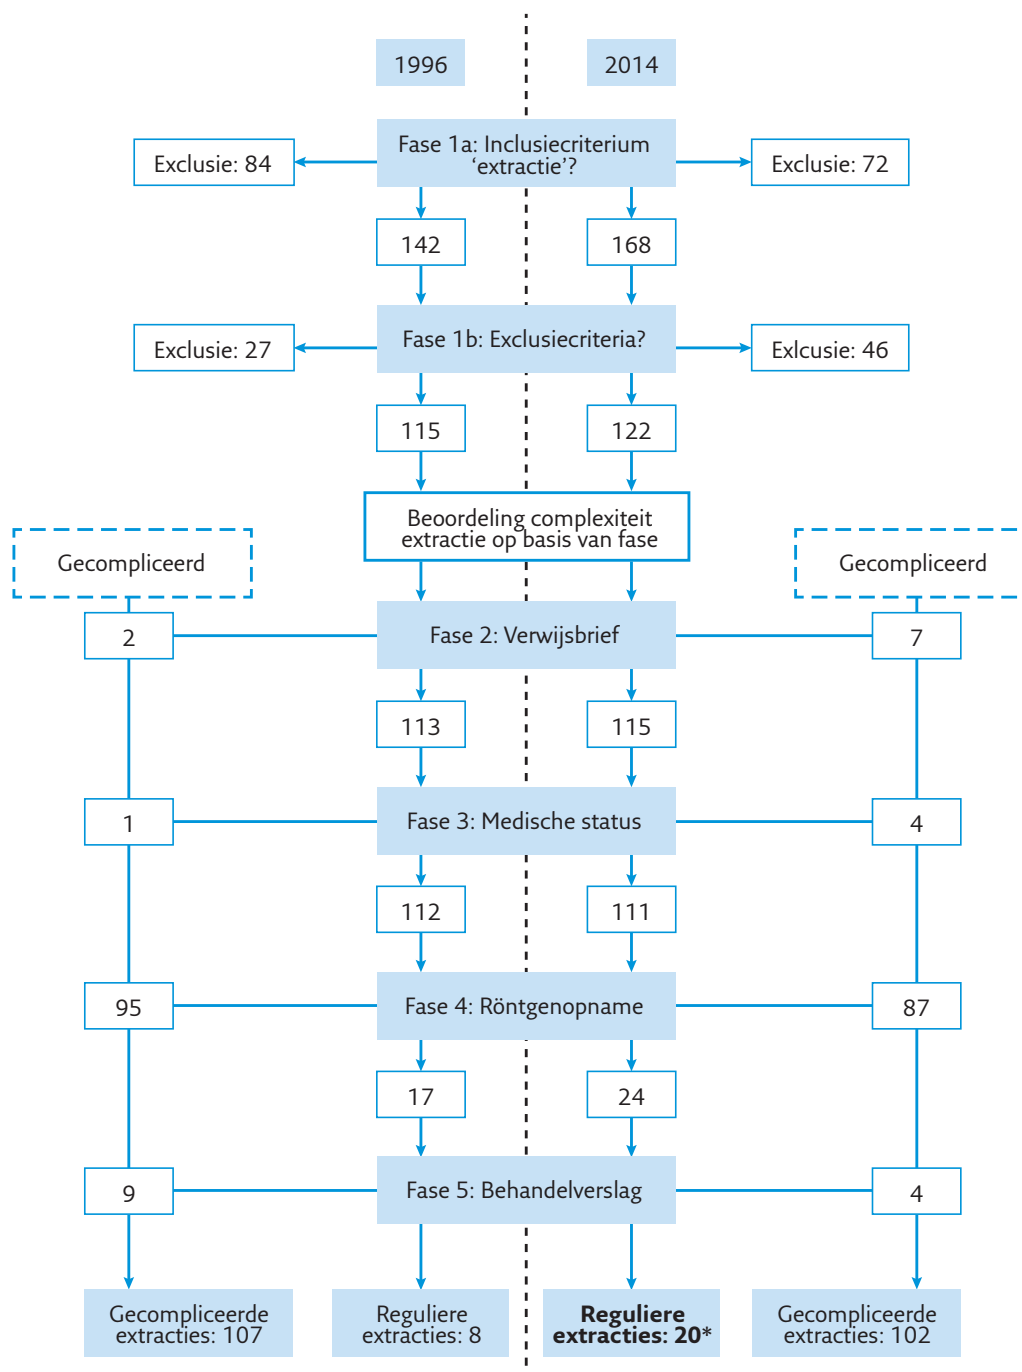 1996
2014
Fase 1a: Inclusiecriterium
‘extractie’?
Exclusie: 84
Exclusie: 72
142
168
Fase 1b: Exclusiecriteria?
Exclusie: 27
Exlcusie: 46
115
122
Beoordeling complexiteit
extractie op basis van fase
Gecompliceerd
Gecompliceerd
2
Fase 2: Verwijsbrief
7
113
115
1
Fase 3: Medische status
4
112
111
95
Fase 4: Röntgenopname
87
17
24
9
Fase 5: Behandelverslag
4
Gecompliceerde
extracties: 107
Reguliere
extracties: 8
Reguliere
extracties: 20*
Gecompliceerde
extracties: 102